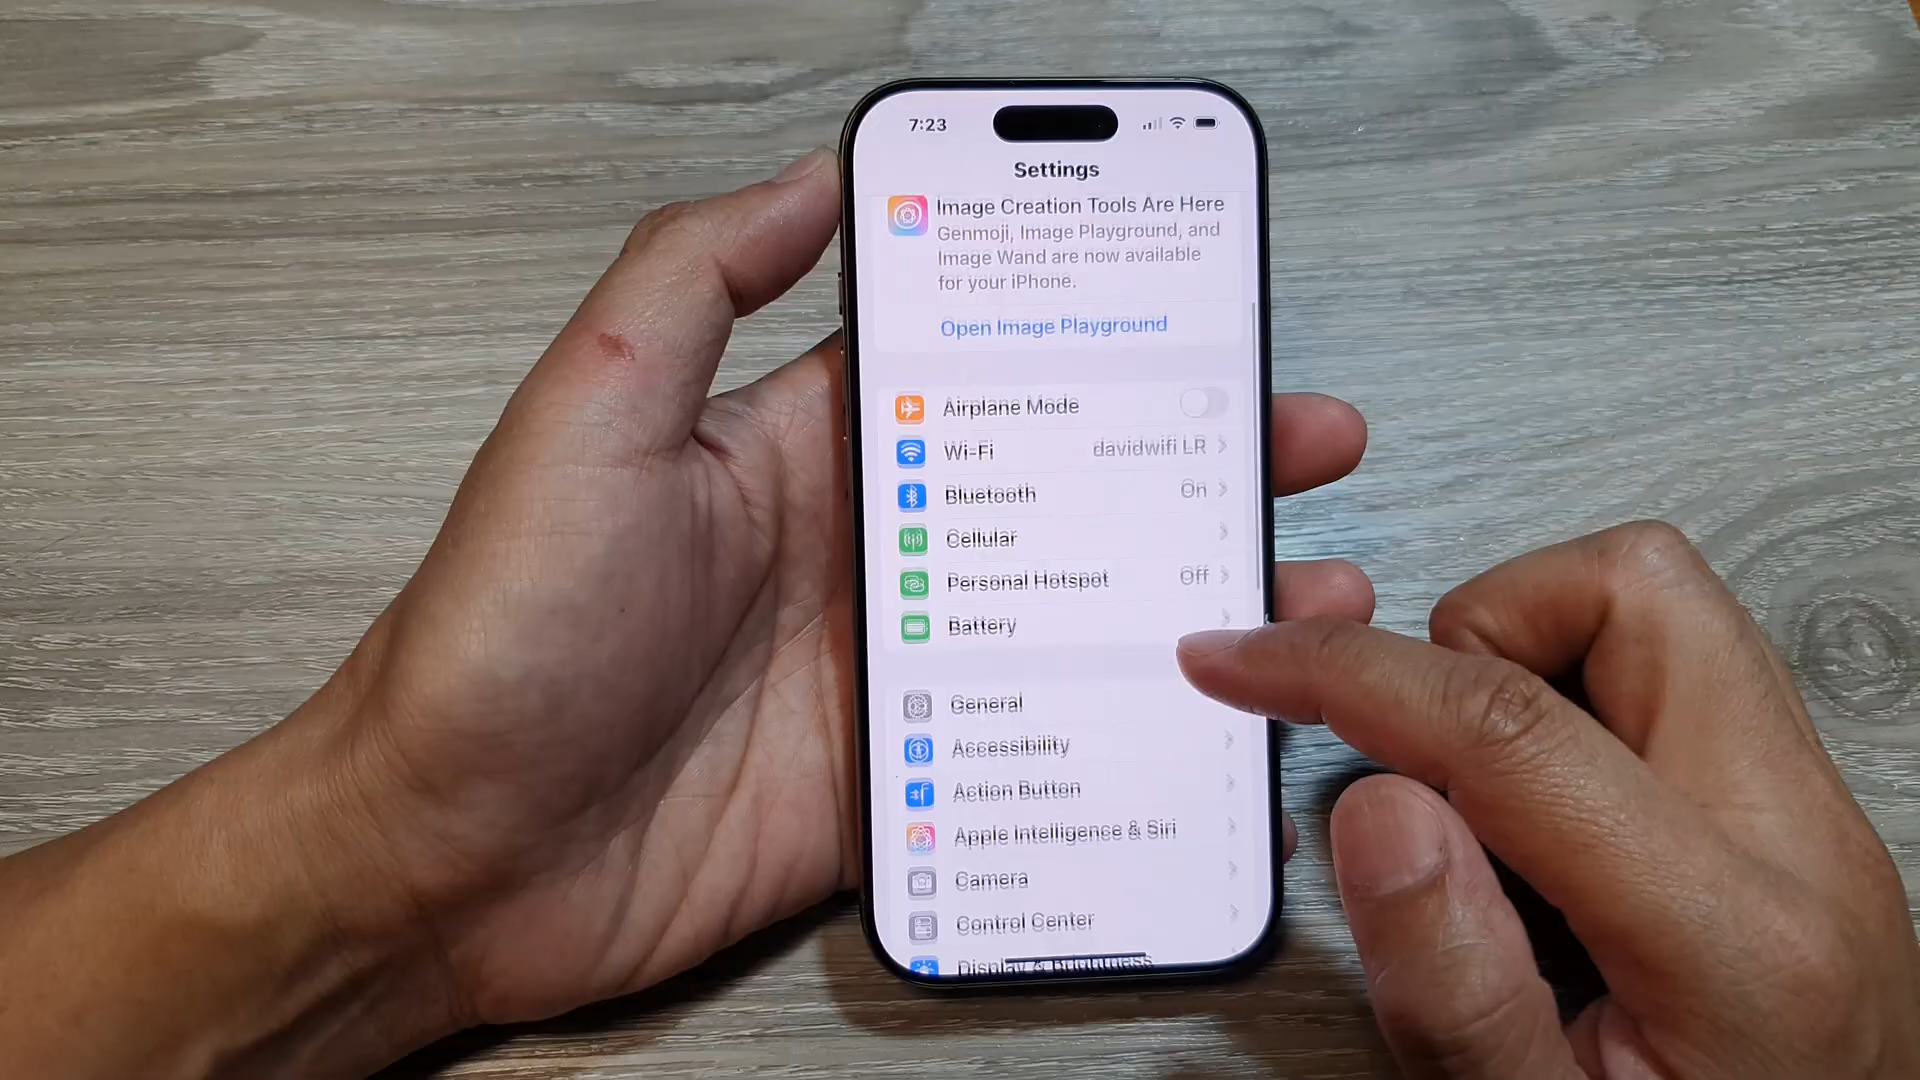 7:23
Settings
Image Creation Tools Are Here
Genmoji, Image Playground, and
Image Wand are now available
for your iPhone.
Open Image Playground
Airplane Mode
Wi-Fi davidwifi LR
Bluetooth On
Cellular
Personal Hotspot Off
Battery
General
Accessibility
Action Button
Apple Intelligence & Siri
Camera
Control Center
Display & Brightness